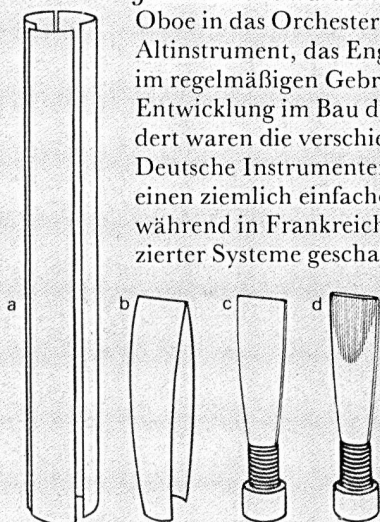 Oboe in das Orchester
Altinstrument, das Eng
im regelmäßigen Gebr
Entwicklung im Bau d
dert waren die verschie
Deutsche Instrumente
einen ziemlich einfache
während in Frankreich
zierter Systeme gescha
a
b
c
d